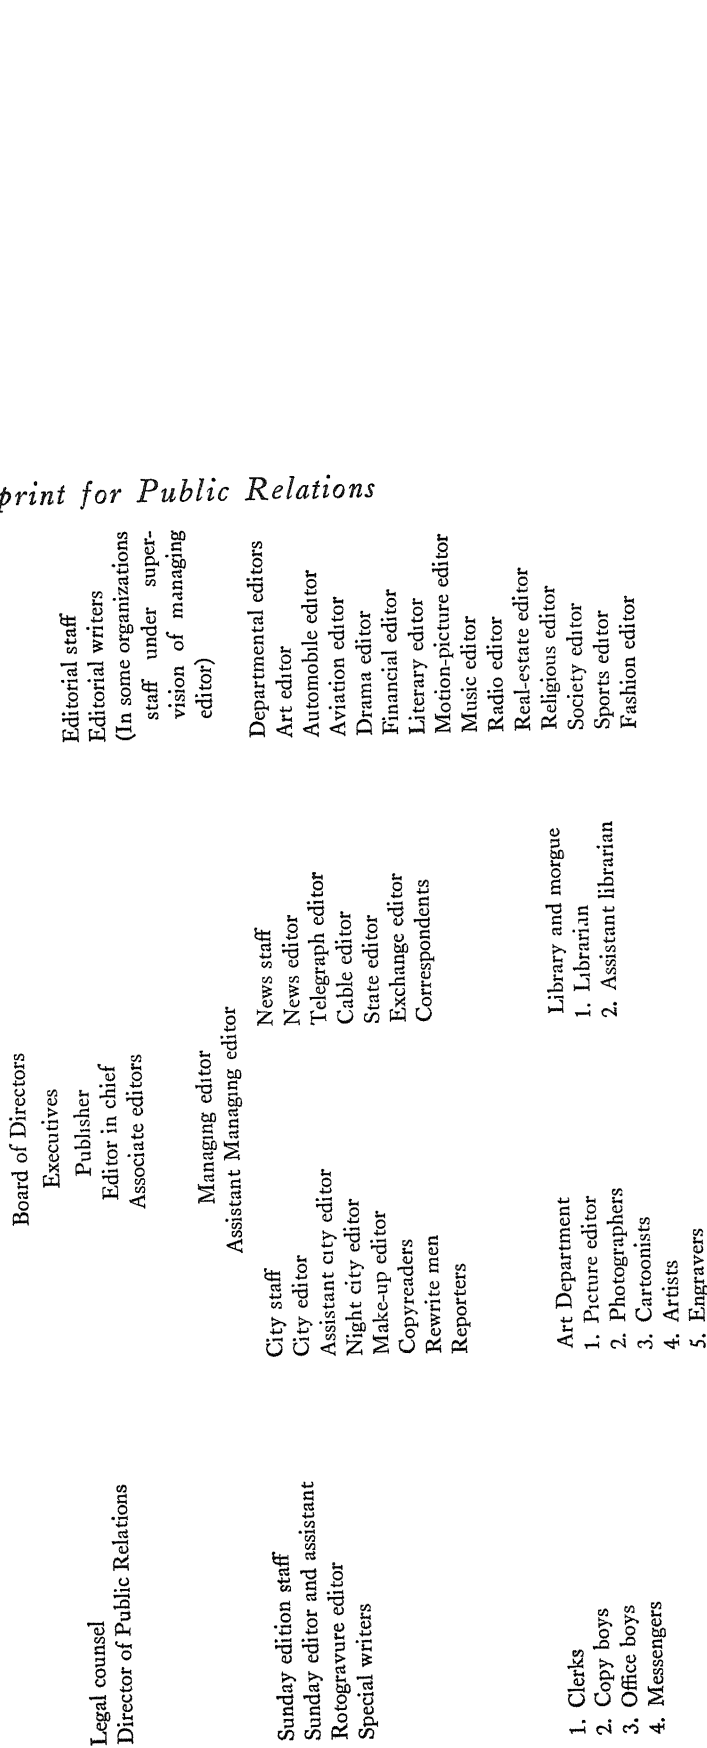 print for Public Relations
Board of Directors
Executives
Publisher
Editor in chief
Associate editors
Legal counsel
Director of Public Relations
Editorial staff
Editorial writers
(In some organizations
staff under super-
vision of managing
editor)
Managing editor
Assistant Managing editor
Sunday edition staff
Sunday editor and assistant
Rotogravure editor
Special writers
City staff
City editor
Assistant city editor
Night city editor
Make-up editor
Copyreaders
Rewrite men
Reporters
News staff
News editor
Telegraph editor
Cable editor
State editor
Exchange editor
Correspondents
Departmental editors
Art editor
Automobile editor
Aviation editor
Drama editor
Financial editor
Literary editor
Motion-picture editor
Music editor
Radio editor
Real-estate editor
Religious editor
Society editor
Sports editor
Fashion editor
1. Clerks
2. Copy boys
3. Office boys
4. Messengers
Art Department
1. Picture editor
2. Photographers
3. Cartoonists
4. Artists
5. Engravers
Library and morgue
1. Librarian
2. Assistant librarian